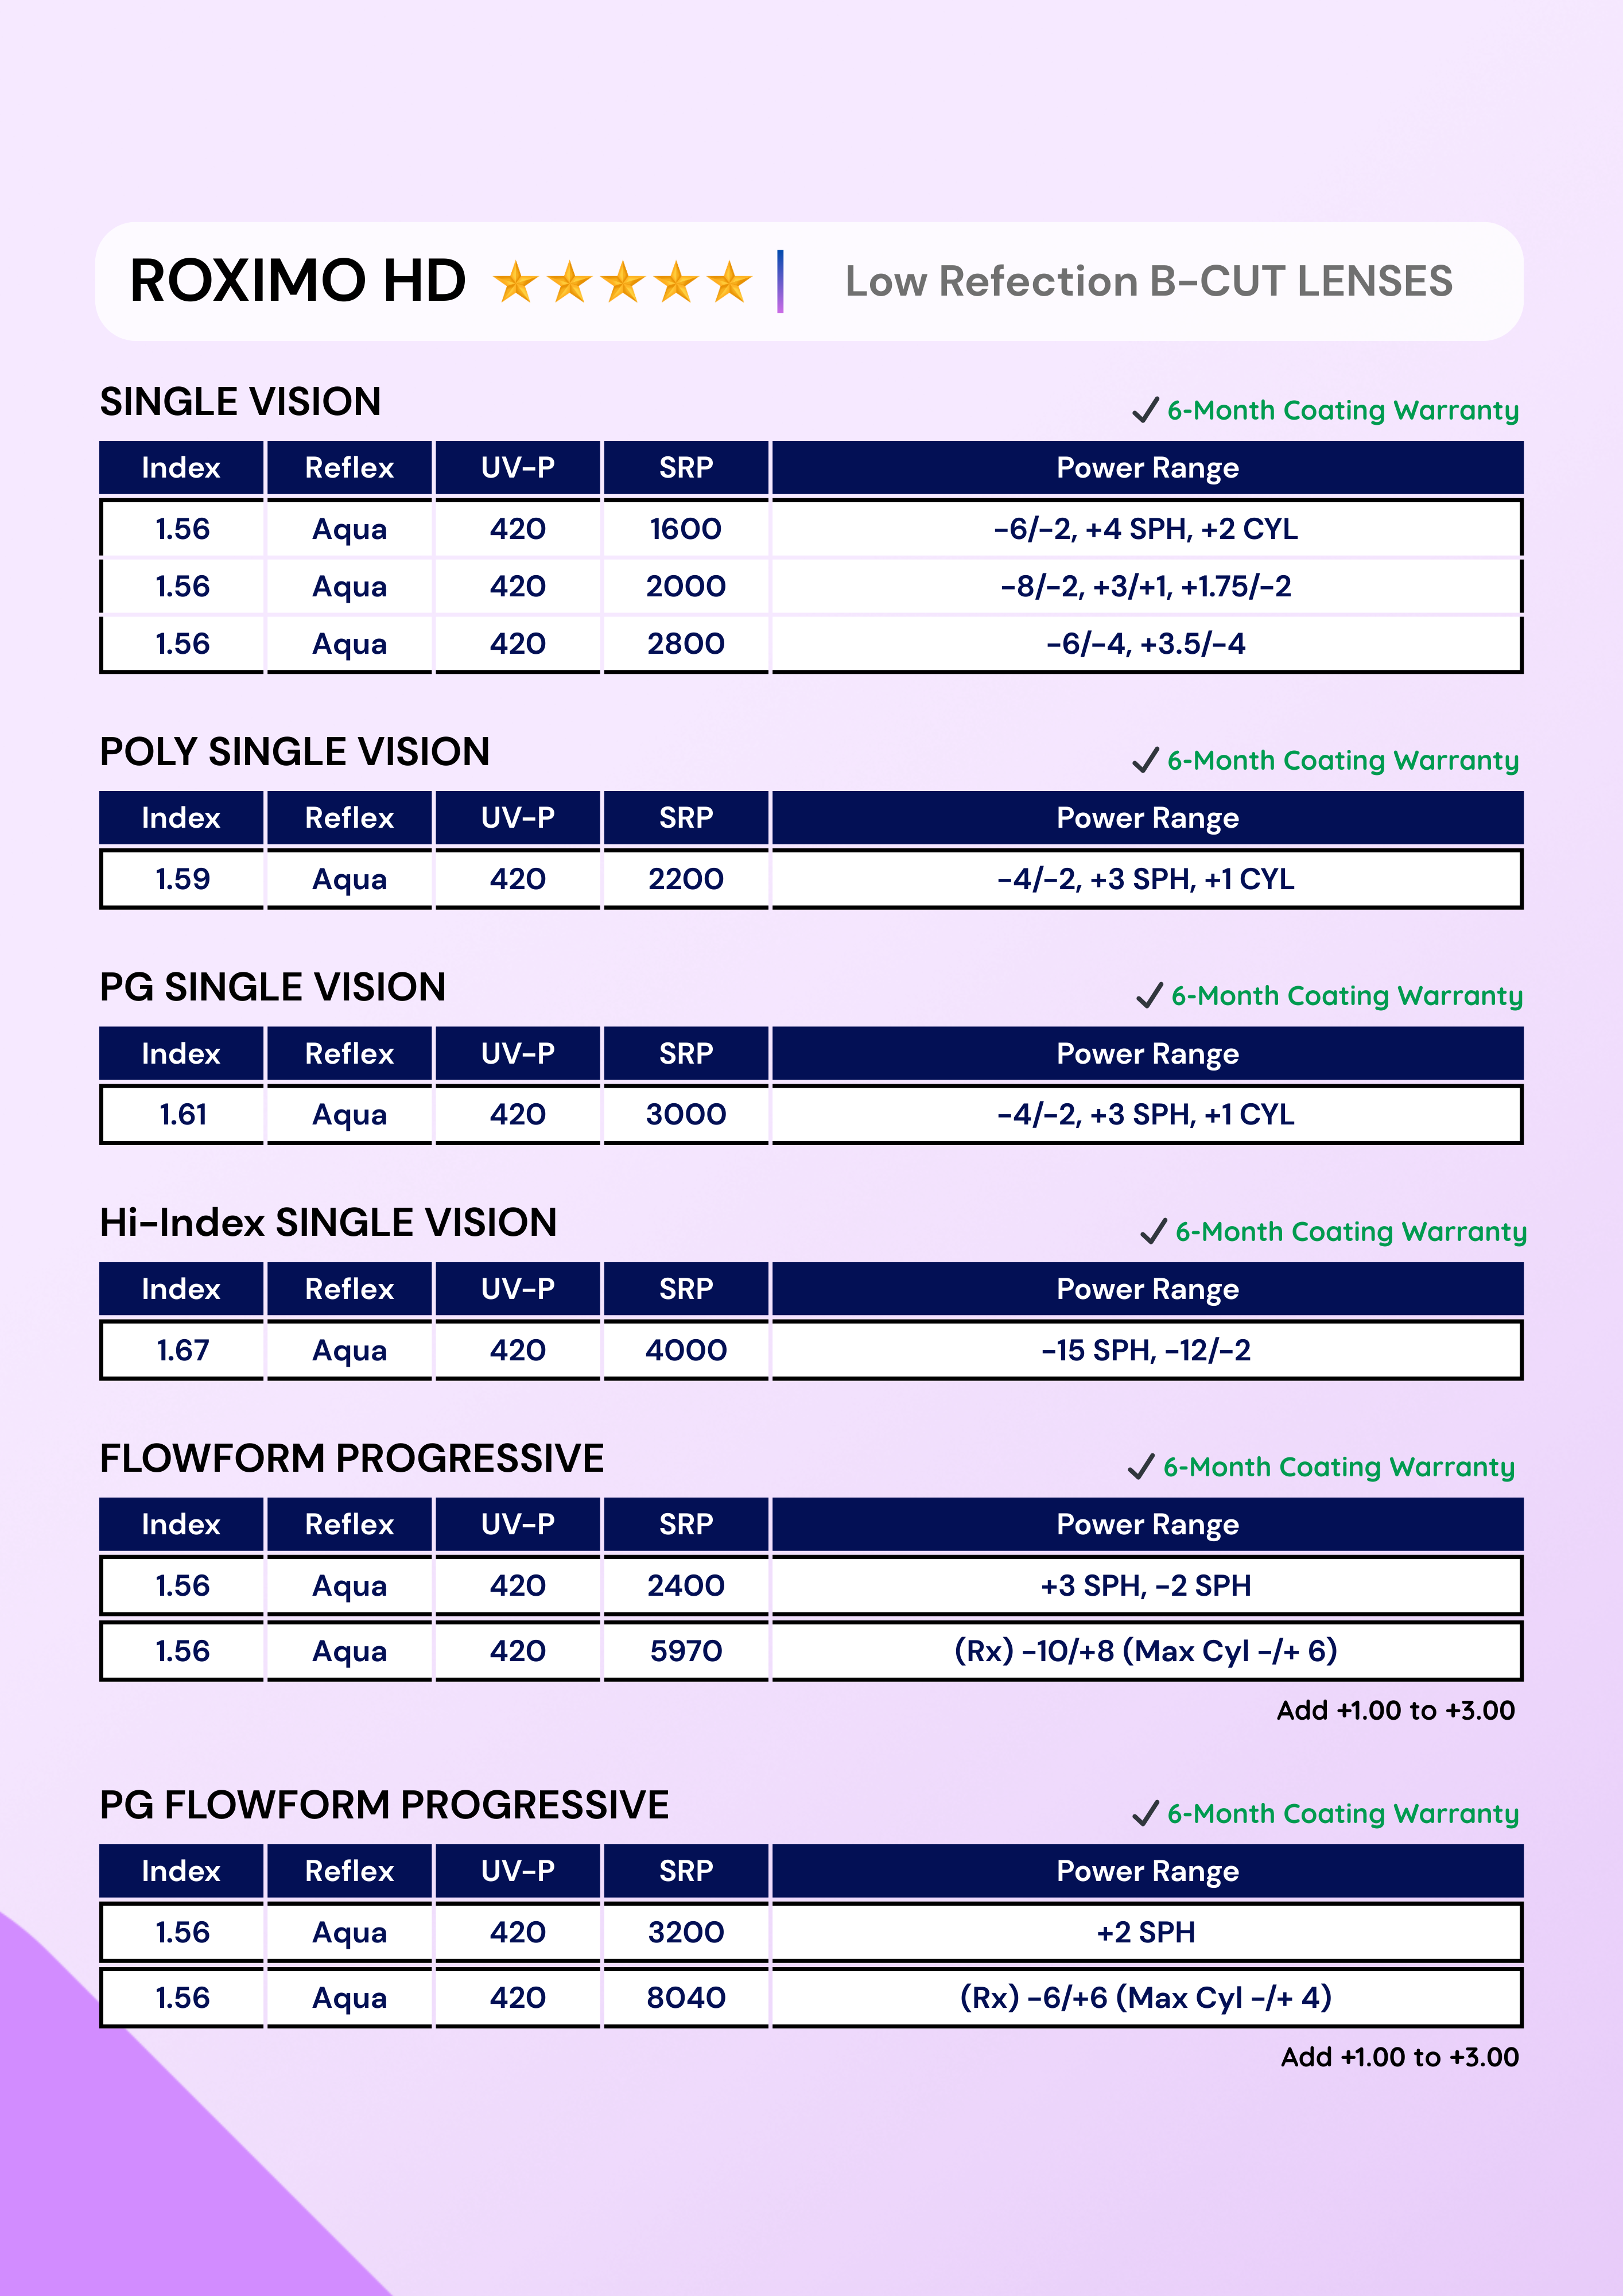 ROXIMO HD Low Refection B-CUT LENSES
SINGLE VISION 6-Month Coating Warranty
Index Reflex UV-P SRP Power Range
1.56 Aqua 420 1600 -6/-2, +4 SPH, +2 CYL
1.56 Aqua 420 2000 -8/-2, +3/+1, +1.75/-2
1.56 Aqua 420 2800 -6/-4, +3.5/-4
POLY SINGLE VISION 6-Month Coating Warranty
Index Reflex UV-P SRP Power Range
1.59 Aqua 420 2200 -4/-2, +3 SPH, +1 CYL
PG SINGLE VISION 6-Month Coating Warranty
Index Reflex UV-P SRP Power Range
1.61 Aqua 420 3000 -4/-2, +3 SPH, +1 CYL
Hi-Index SINGLE VISION 6-Month Coating Warranty
Index Reflex UV-P SRP Power Range
1.67 Aqua 420 4000 -15 SPH, -12/-2
FLOWFORM PROGRESSIVE 6-Month Coating Warranty
Index Reflex UV-P SRP Power Range
1.56 Aqua 420 2400 +3 SPH, -2 SPH
1.56 Aqua 420 5970 (Rx) -10/+8 (Max Cyl -/+ 6)
Add +1.00 to +3.00
PG FLOWFORM PROGRESSIVE 6-Month Coating Warranty
Index Reflex UV-P SRP Power Range
1.56 Aqua 420 3200 +2 SPH
1.56 Aqua 420 8040 (Rx) -6/+6 (Max Cyl -/+ 4)
Add +1.00 to +3.00